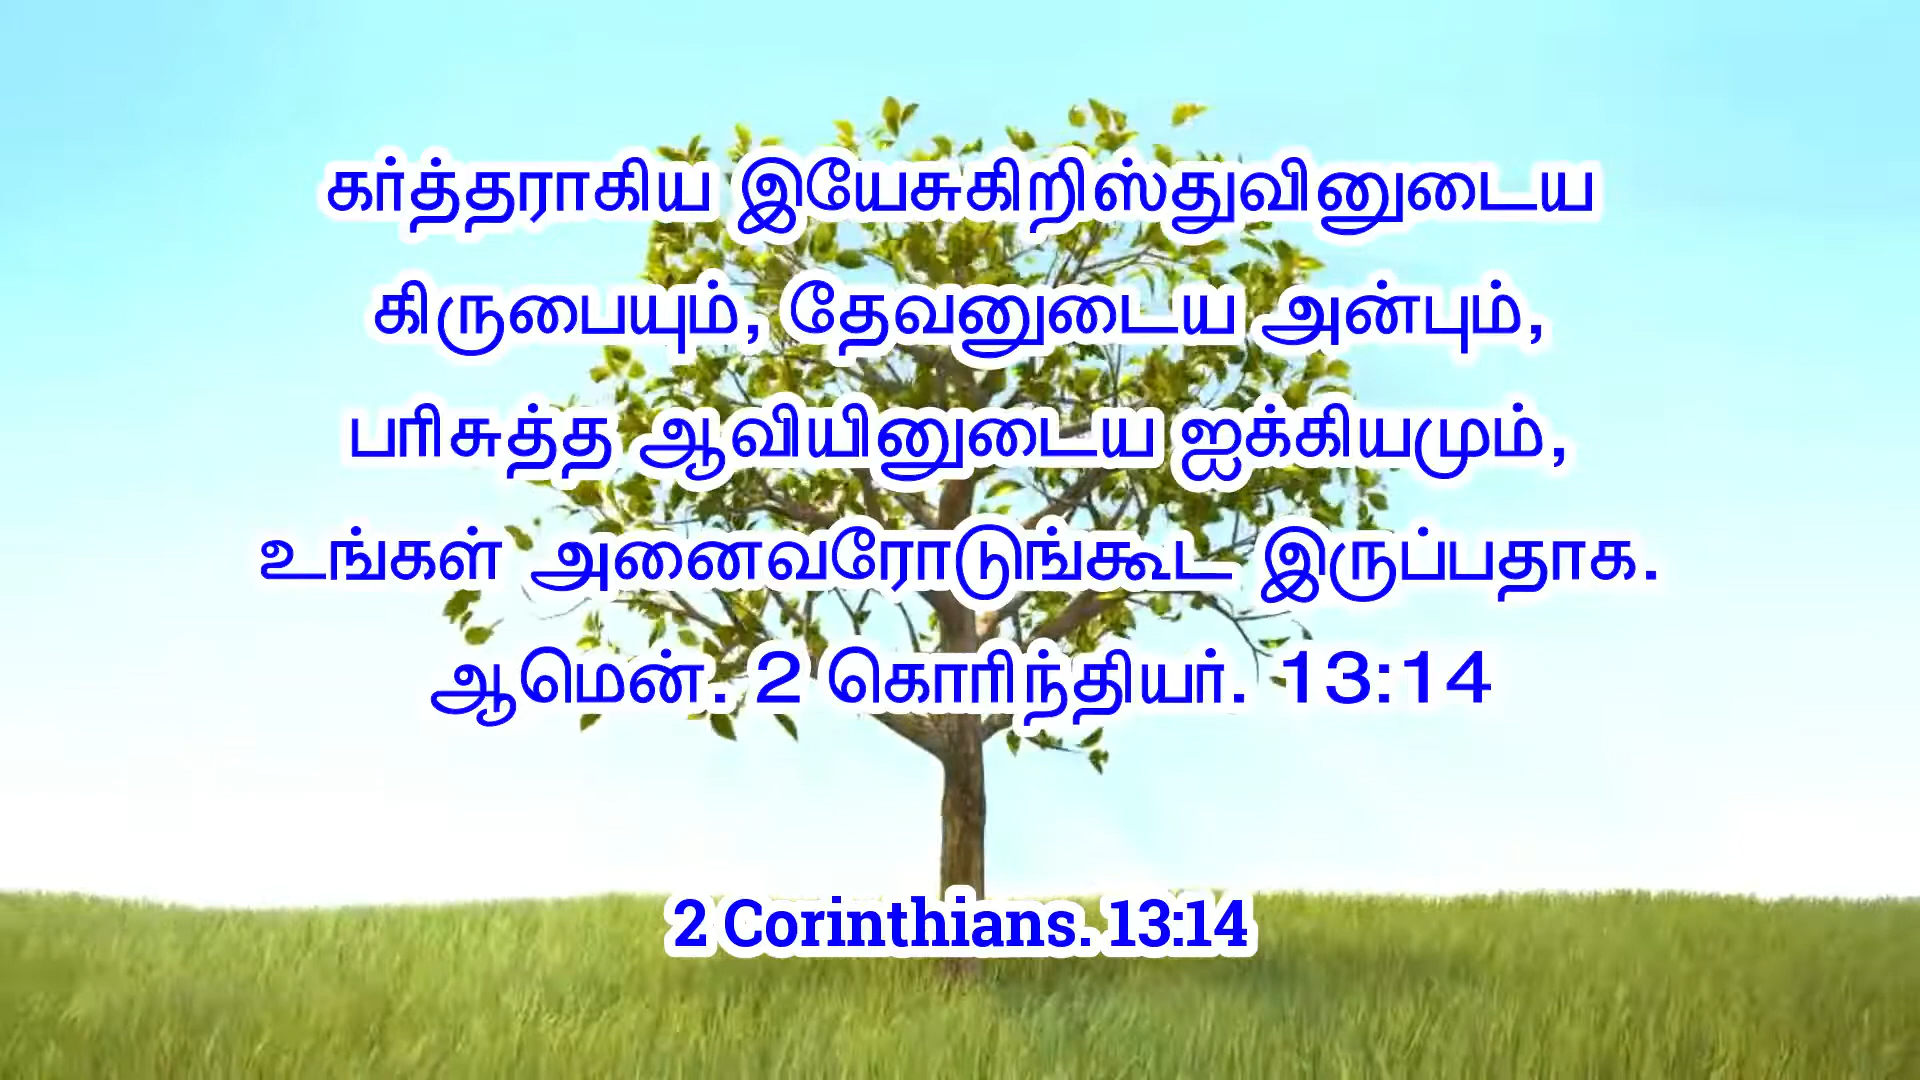 கர்த்தராகிய இயேசுகிறிஸ்துவினுடைய
கிருபையும், தேவனுடைய அன்பும்,
பரிசுத்த ஆவியினுடைய ஐக்கியமும்,
உங்கள் அனைவரோடுங்கூட இருப்பதாக.
ஆமென். 2 கொரிந்தியர். 13:14
2 Corinthians. 13:14